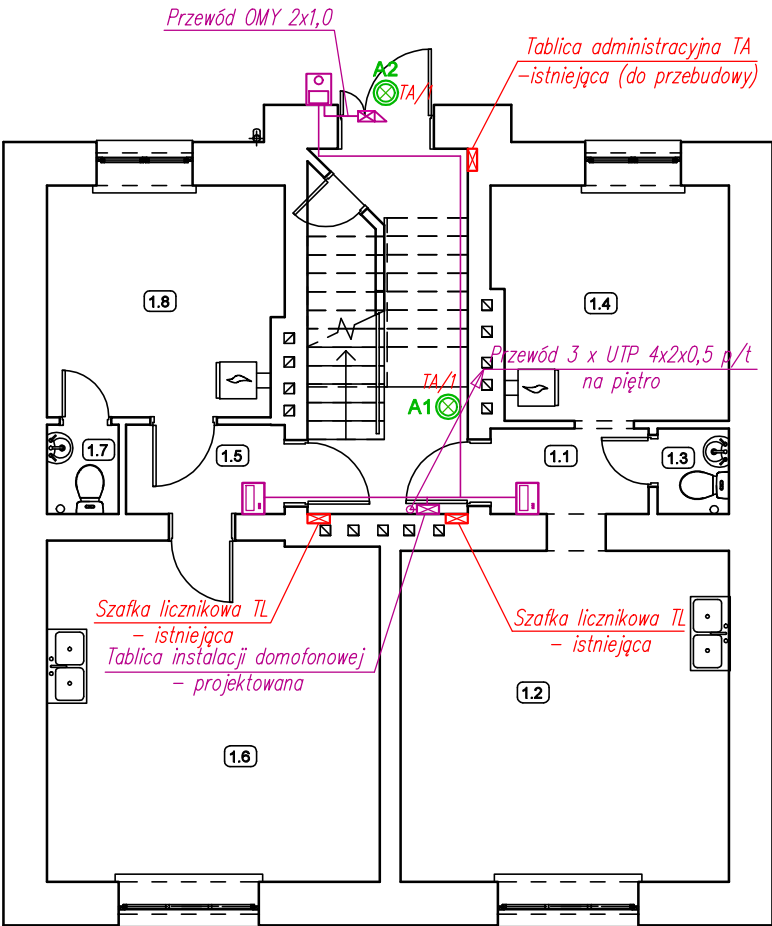 Przewód OMY 2x1,0
Tablica administracyjna TA
-istniejąca (do przebudowy)
A2
TA/1
1.8
1.4
Przewód 3 x UTP 4x2x0,5 p/t
na piętro
TA/1
A1
1.7
1.5
1.1
1.3
Szafka licznikowa TL
- istniejąca
Szafka licznikowa TL
- istniejąca
Tablica instalacji domofonowej
- projektowana
1.2
1.6